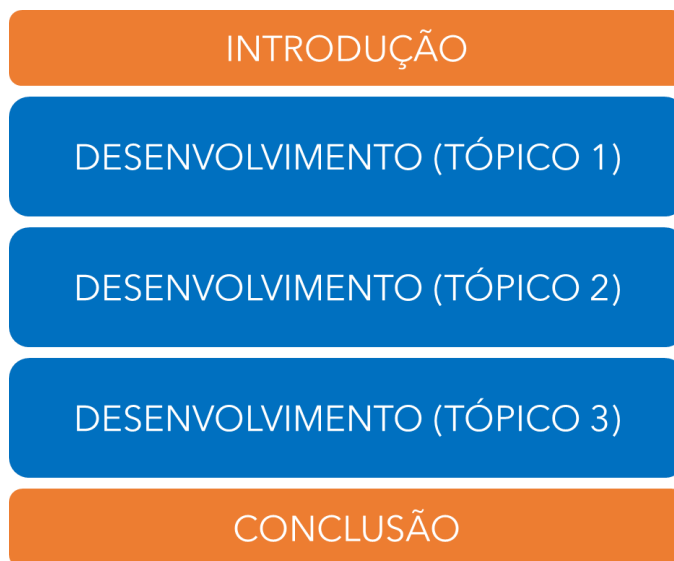 INTRODUÇÃO
DESENVOLVIMENTO (TÓPICO 1)
DESENVOLVIMENTO (TÓPICO 2)
DESENVOLVIMENTO (TÓPICO 3)
CONCLUSÃO